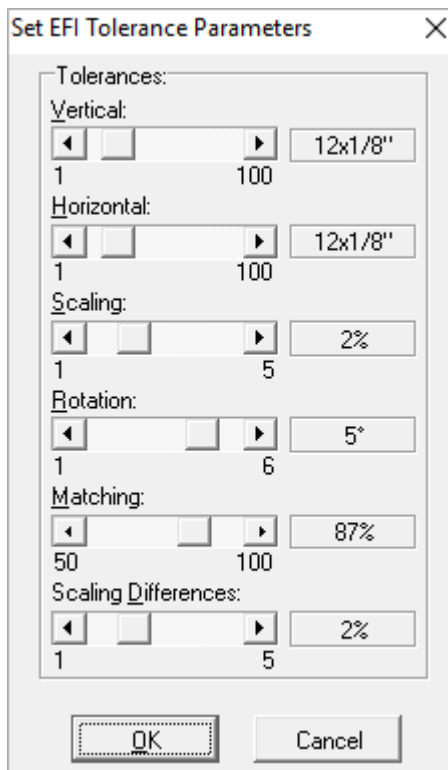 Set EFI Tolerance Parameters
Tolerances:
Vertical:
12x1/8"
1 100
Horizontal:
12x1/8"
1 100
Scaling:
2%
1 5
Rotation:
5°
1 6
Matching:
87%
50 100
Scaling Differences:
2%
1 5
OK Cancel